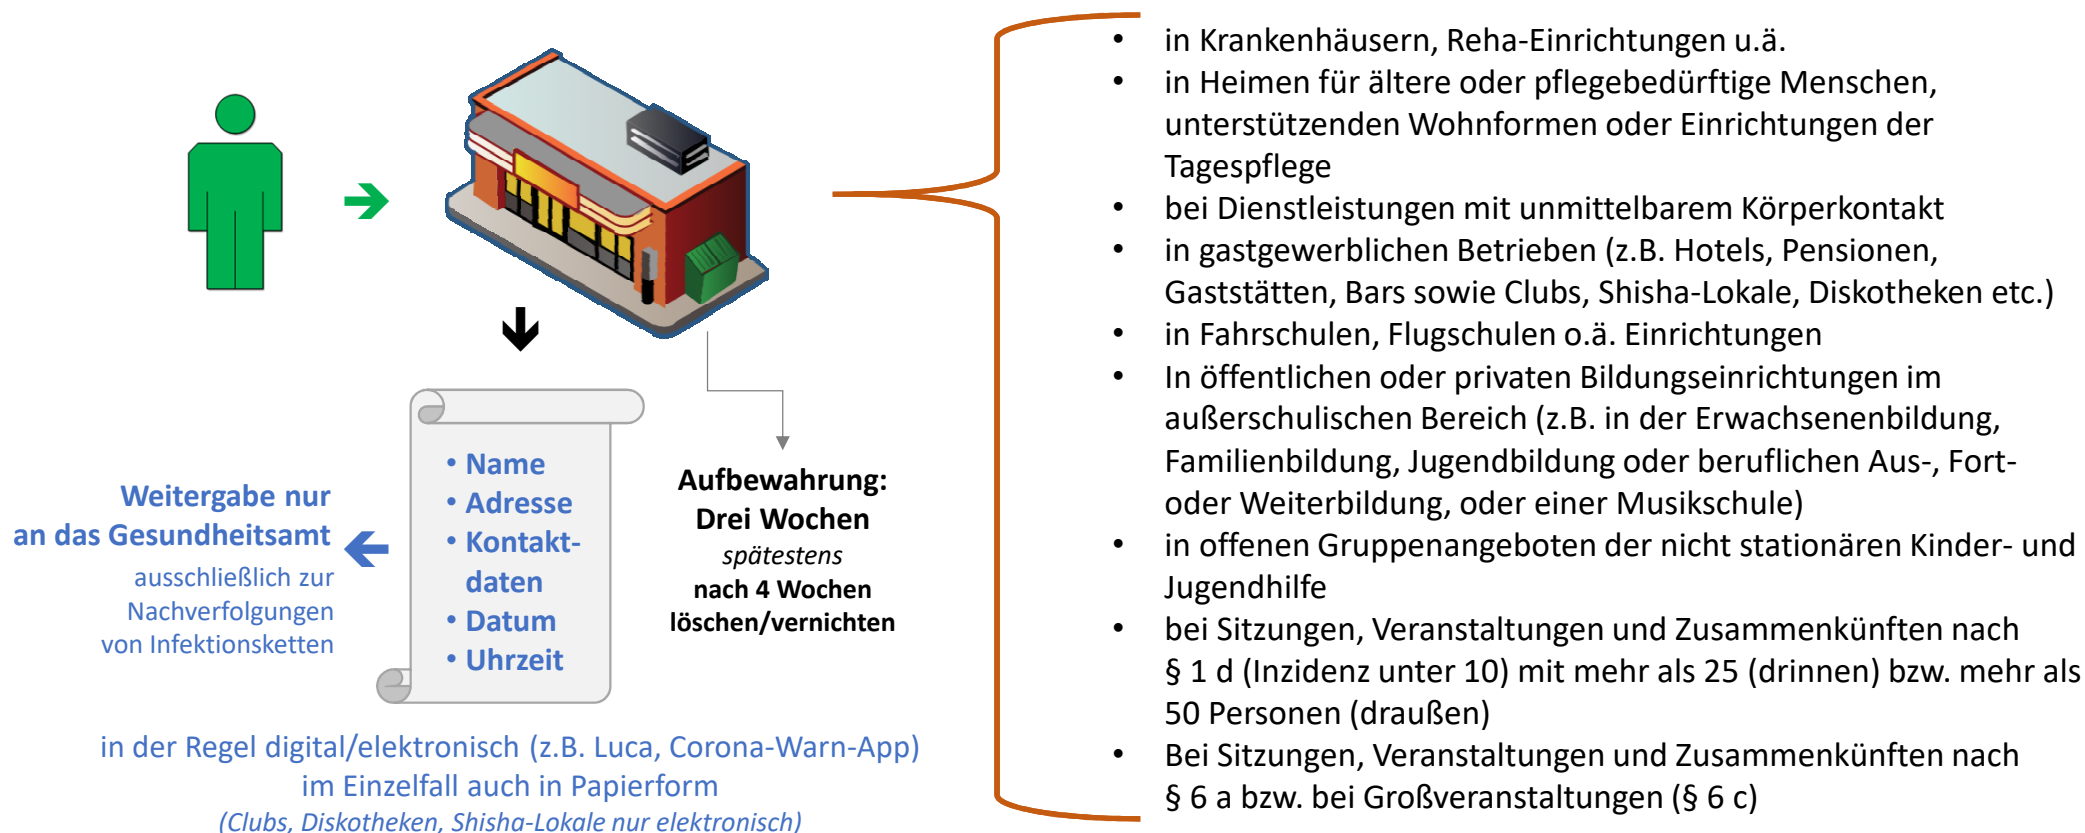 • Name
• Adresse
• Kontakt-
daten
• Datum
• Uhrzeit
Weitergabe nur
an das Gesundheitsamt
ausschließlich zur
Nachverfolgungen
von Infektionsketten
Aufbewahrung:
Drei Wochen
spätestens
nach 4 Wochen
löschen/vernichten
in der Regel digital/elektronisch (z.B. Luca, Corona-Warn-App)
im Einzelfall auch in Papierform
(Clubs, Diskotheken, Shisha-Lokale nur elektronisch)
• in Krankenhäusern, Reha-Einrichtungen u.ä.
• in Heimen für ältere oder pflegebedürftige Menschen,
unterstützenden Wohnformen oder Einrichtungen der
Tagespflege
• bei Dienstleistungen mit unmittelbarem Körperkontakt
• in gastgewerblichen Betrieben (z.B. Hotels, Pensionen,
Gaststätten, Bars sowie Clubs, Shisha-Lokale, Diskotheken etc.)
• in Fahrschulen, Flugschulen o.ä. Einrichtungen
• In öffentlichen oder privaten Bildungseinrichtungen im
außerschulischen Bereich (z.B. in der Erwachsenenbildung,
Familienbildung, Jugendbildung oder beruflichen Aus-, Fort-
oder Weiterbildung, oder einer Musikschule)
• in offenen Gruppenangeboten der nicht stationären Kinder- und
Jugendhilfe
• bei Sitzungen, Veranstaltungen und Zusammenkünften nach
§ 1 d (Inzidenz unter 10) mit mehr als 25 (drinnen) bzw. mehr als
50 Personen (draußen)
• Bei Sitzungen, Veranstaltungen und Zusammenkünften nach
§ 6 a bzw. bei Großveranstaltungen (§ 6 c)